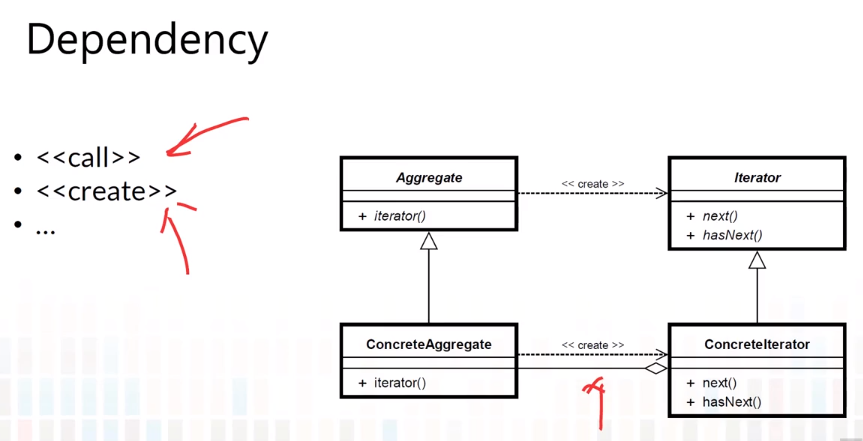 Dependency
• <<call>>
• <<create>>
• ...
Aggregate
+ iterator()
<< create >>
Iterator
+ next()
+ hasNext()
ConcreteAggregate
+ iterator()
<< create >>
ConcreteIterator
+ next()
+ hasNext()